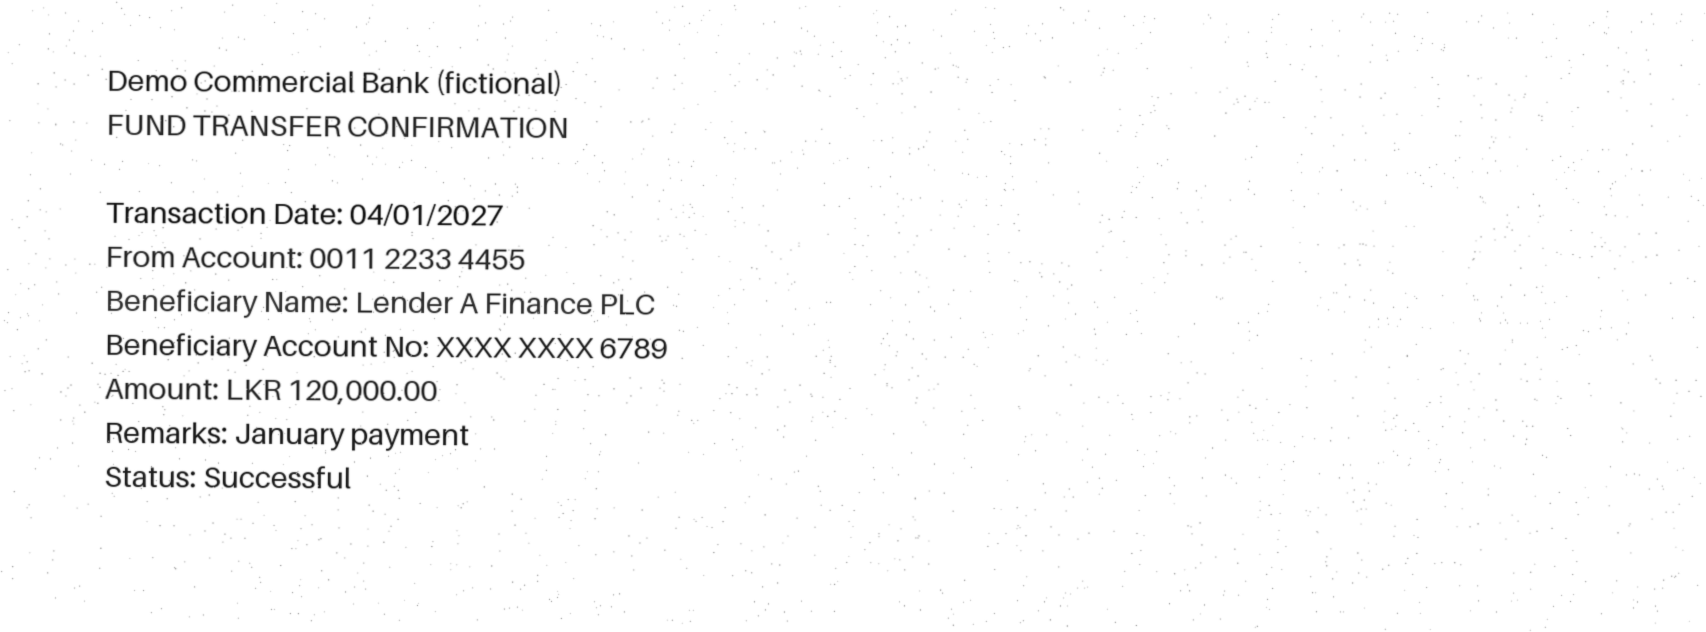 Demo Commercial Bank (fictional)
FUND TRANSFER CONFIRMATION
Transaction Date: 04/01/2027
From Account: 0011 2233 4455
Beneficiary Name: Lender A Finance PLC
Beneficiary Account No: XXXX XXXX 6789
Amount: LKR 120,000.00
Remarks: January payment
Status: Successful